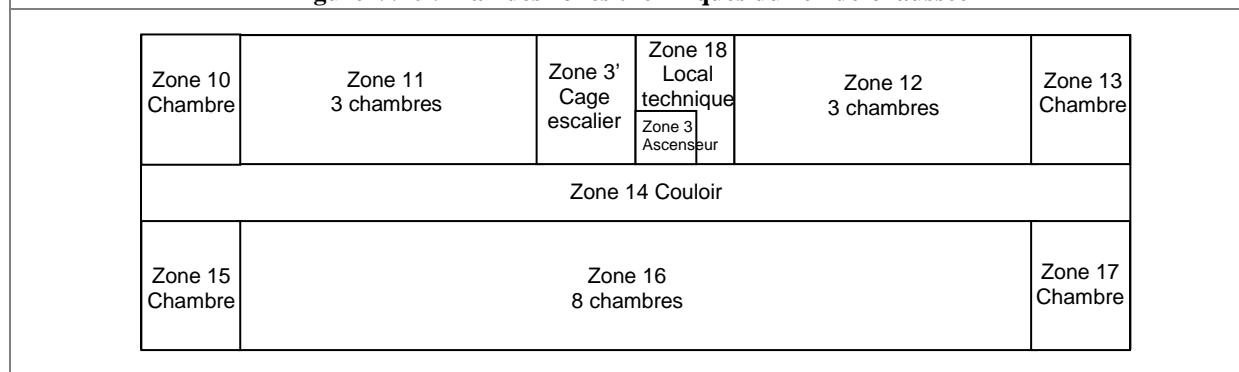 Zone 10
Chambre
Zone 11
3 chambres
Zone 3’
Cage
escalier
Zone 18
Local
technique
Zone 3
Ascenseur
Zone 12
3 chambres
Zone 13
Chambre
Zone 14 Couloir
Zone 15
Chambre
Zone 16
8 chambres
Zone 17
Chambre